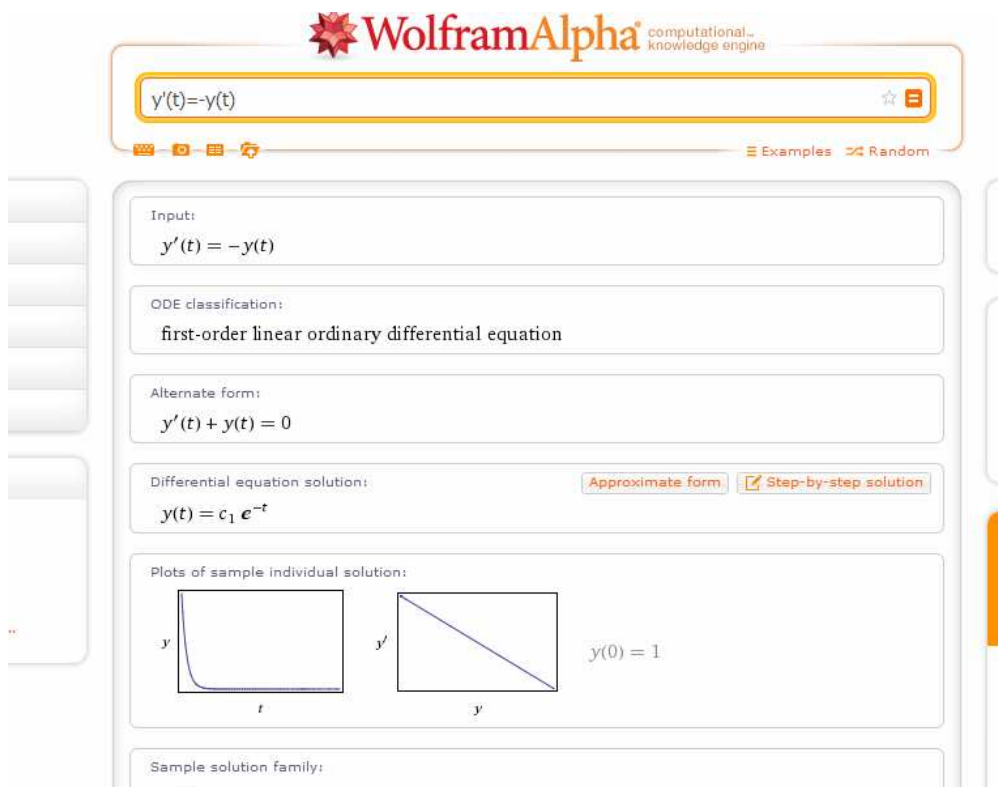 WolframAlpha computational..
knowledge engine
y'(t)=-y(t)
Examples Random
Input:
y′(t) = −y(t)
ODE classification:
first-order linear ordinary differential equation
Alternate form:
y′(t) + y(t) = 0
Differential equation solution: Approximate form Step-by-step solution
y(t) = c₁ e⁻ᵗ
Plots of sample individual solution:
y
t
y′
y
y(0) = 1
Sample solution family:
..